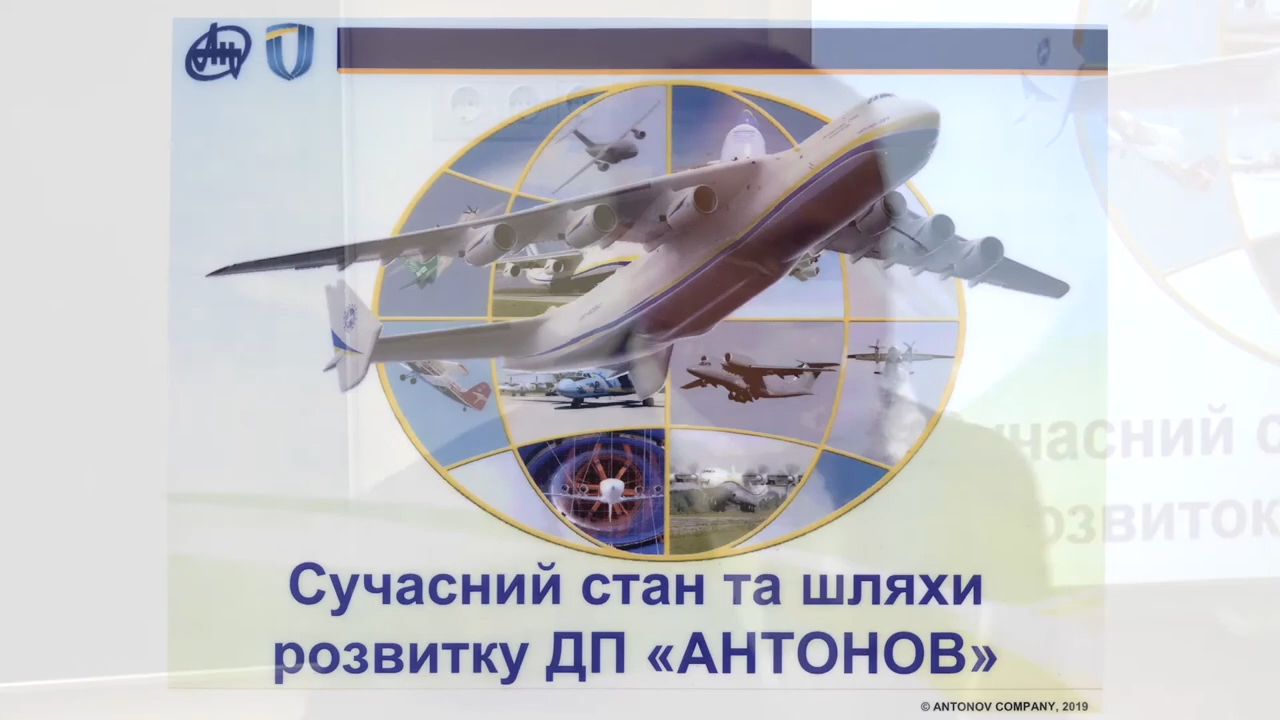 Сучасний стан та шляхи
розвитку ДП «АНТОНОВ»
© ANTONOV COMPANY, 2019